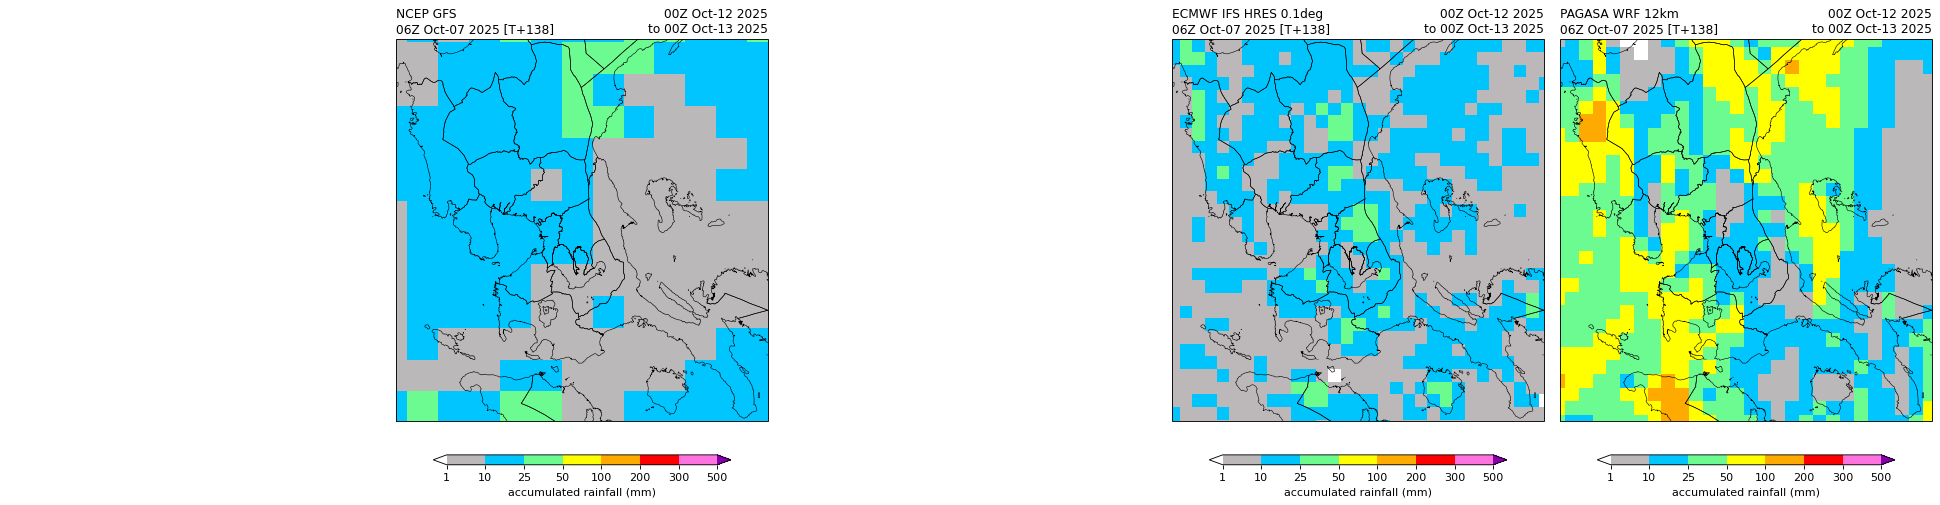 NCEP GFS 00Z Oct-12 2025
06Z Oct-07 2025 [T+138] to 00Z Oct-13 2025
1 10 25 50 100 200 300 500
accumulated rainfall (mm)
ECMWF IFS HRES 0.1deg 00Z Oct-12 2025
06Z Oct-07 2025 [T+138] to 00Z Oct-13 2025
1 10 25 50 100 200 300 500
accumulated rainfall (mm)
PAGASA WRF 12km 00Z Oct-12 2025
06Z Oct-07 2025 [T+138] to 00Z Oct-13 2025
1 10 25 50 100 200 300 500
accumulated rainfall (mm)